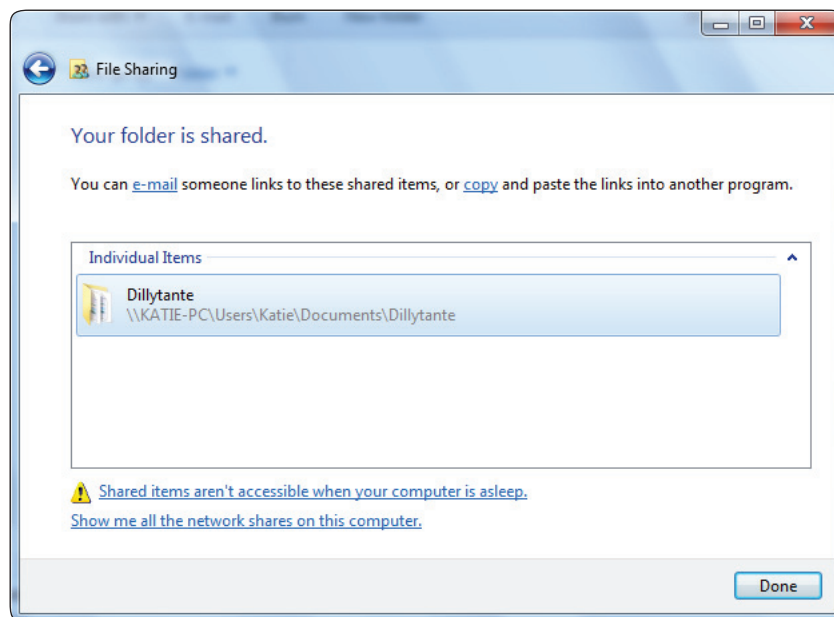 File Sharing
Your folder is shared.
You can e-mail someone links to these shared items, or copy and paste the links into another program.
Individual Items
Dillytante
\\KATIE-PC\Users\Katie\Documents\Dillytante
Shared items aren't accessible when your computer is asleep.
Show me all the network shares on this computer.
Done